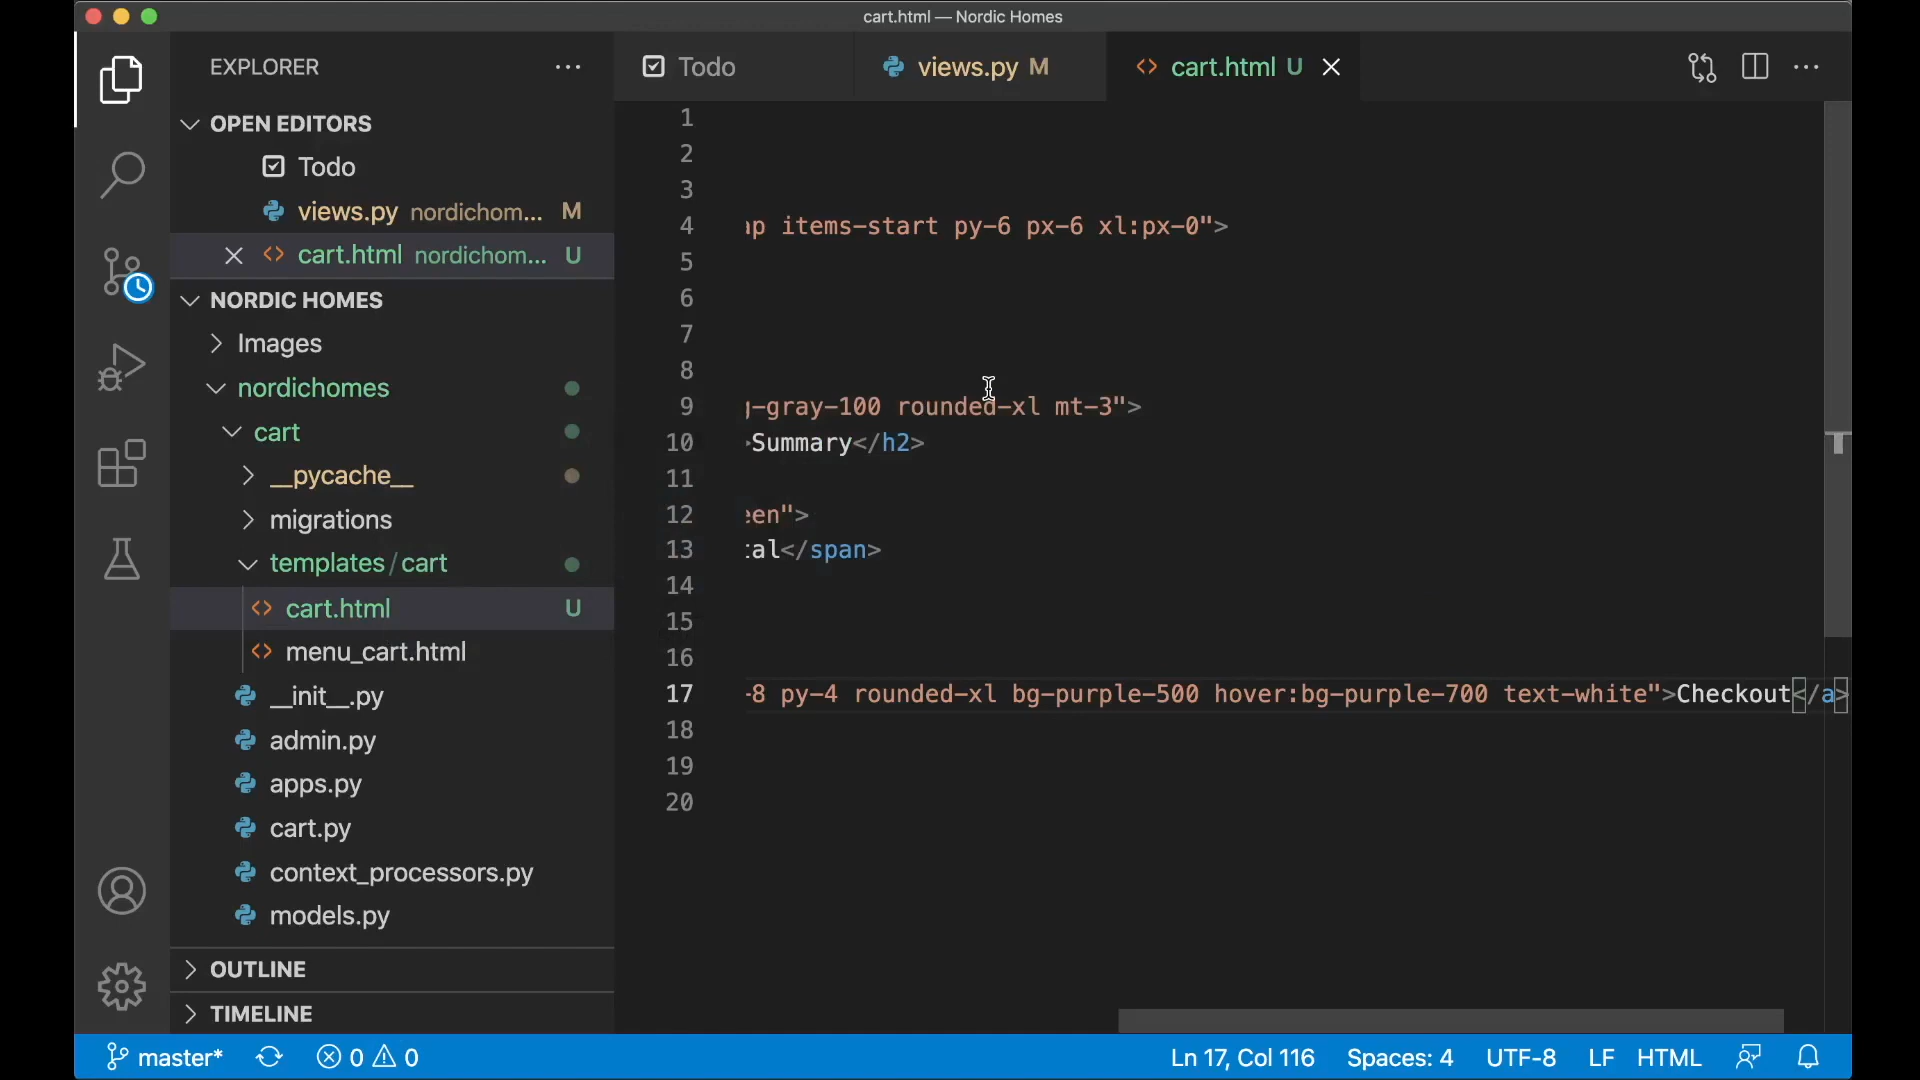 cart.html — Nordic Homes
EXPLORER
Todo
views.py M
cart.html U
OPEN EDITORS
Todo
views.py nordichom... M
cart.html nordichom... U
NORDIC HOMES
Images
nordichomes
cart
__pycache__
migrations
templates/cart
cart.html U
menu_cart.html
__init__.py
admin.py
apps.py
cart.py
context_processors.py
models.py
OUTLINE
TIMELINE
1
2
3
4 ap items-start py-6 px-6 xl:px-0">
5
6
7
8
9 g-gray-100 rounded-xl mt-3">
10 >Summary</h2>
11
12 een">
13 tal</span>
14
15
16
17 -8 py-4 rounded-xl bg-purple-500 hover:bg-purple-700 text-white">Checkout</a>
18
19
20
master* 0 0 Ln 17, Col 116 Spaces: 4 UTF-8 LF HTML